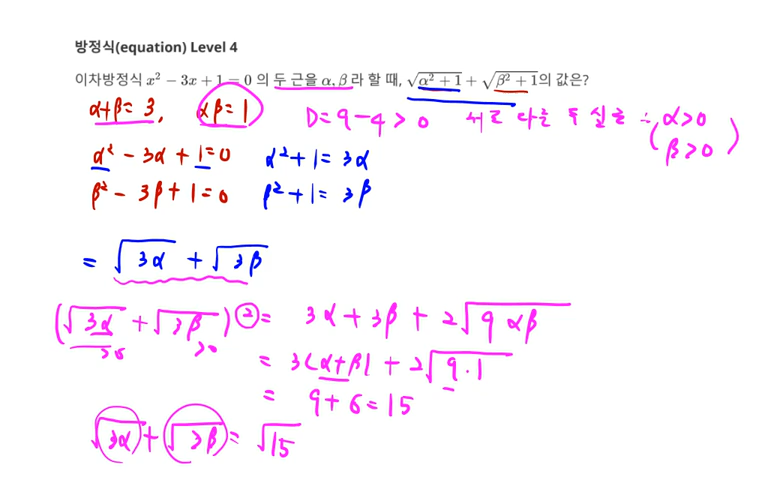 방정식(equation) Level 4
이차방정식 x² − 3x + 1 = 0 의 두 근을 α, β 라 할 때, √(α² + 1) + √(β² + 1)의 값은?
α+β = 3, αβ = 1 D = 9 − 4 > 0 서로 다른 두 실근 ∴ (α>0
β>0)
α² − 3α + 1 = 0 α² + 1 = 3α
β² − 3β + 1 = 0 β² + 1 = 3β
= √3α + √3β
(√3α + √3β)② = 3α + 3β + 2√9αβ
>0 >0
= 3(α+β) + 2√9·1
= 9 + 6 = 15
√3α + √3β = √15